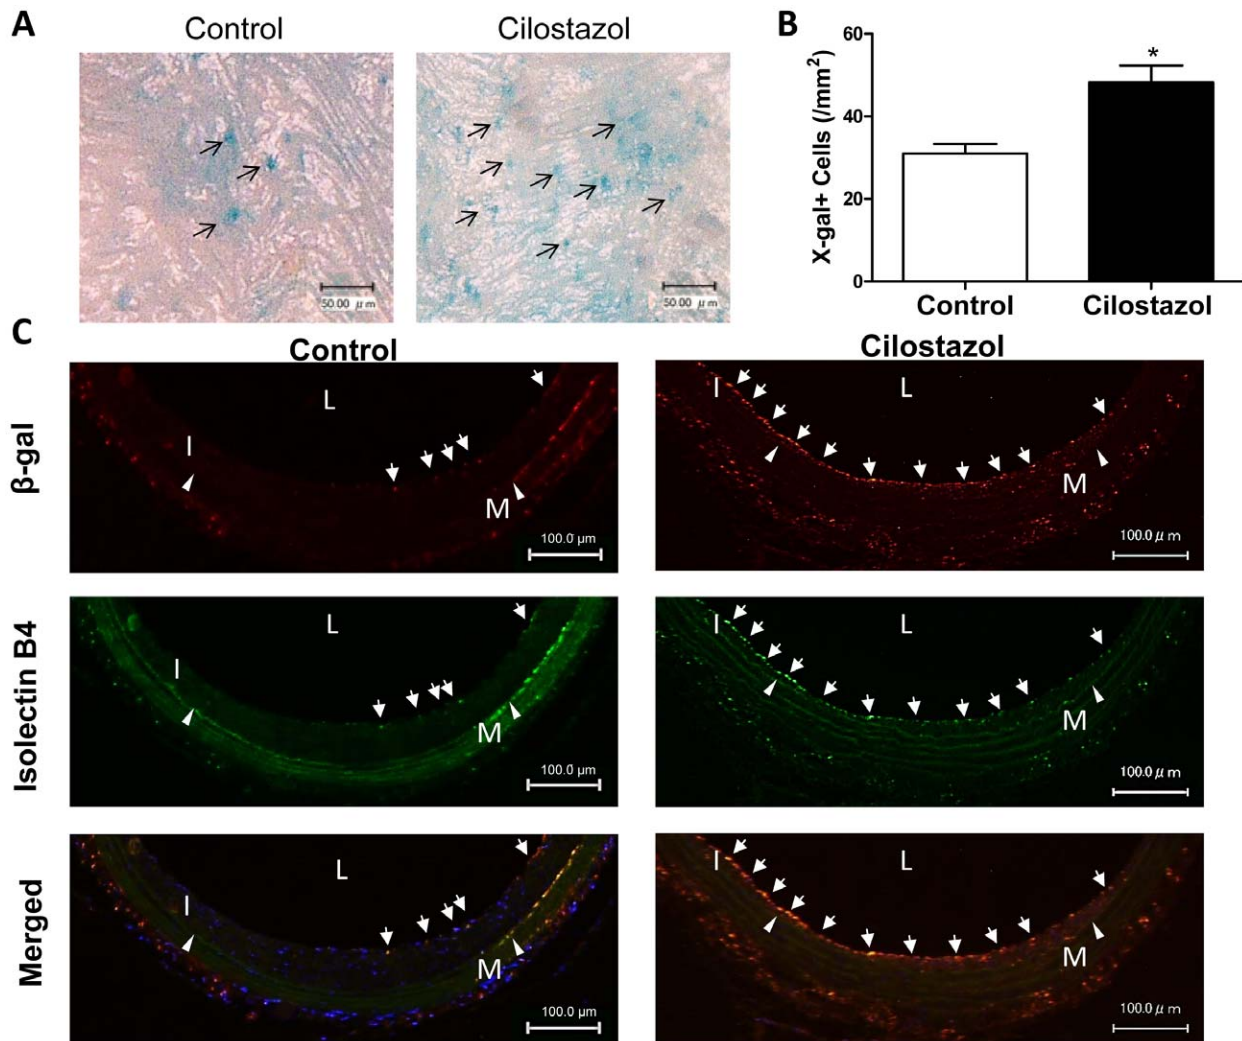 A
Control
Cilostazol
50.00 μm
50.00 μm
B
X-gal+ Cells (/mm²)
60
40
20
0
*
Control
Cilostazol
C
Control
Cilostazol
β-gal
L
I
M
100.0 μm
I
L
M
100.0 μm
Isolectin B4
L
I
M
100.0 μm
I
L
M
100.0 μm
Merged
L
I
M
100.0 μm
I
L
M
100.0 μm